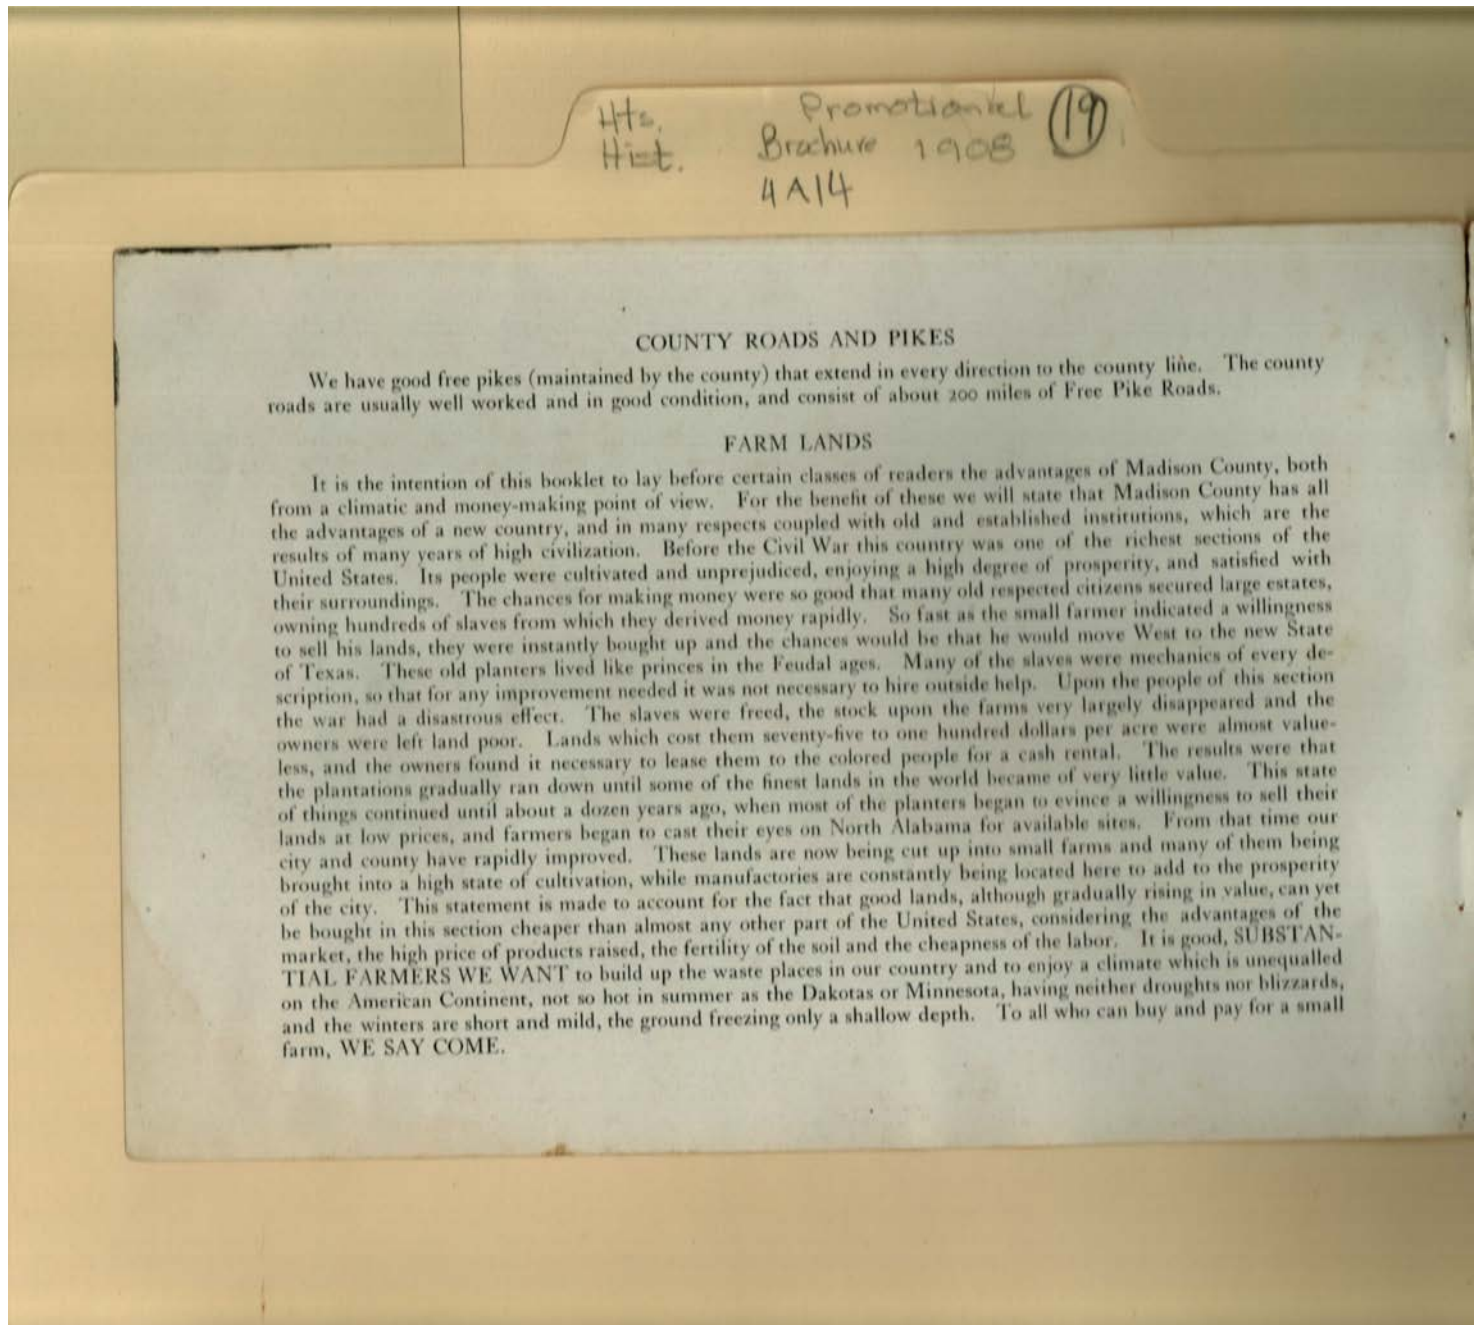 Hts. Promotional 19
Hist. Brochure 1908
4A14
COUNTY ROADS AND PIKES
We have good free pikes (maintained by the county) that extend in every direction to the county line. The county
roads are usually well worked and in good condition, and consist of about 200 miles of Free Pike Roads.
FARM LANDS
It is the intention of this booklet to lay before certain classes of readers the advantages of Madison County, both
from a climatic and money-making point of view. For the benefit of these we will state that Madison County has all
the advantages of a new country, and in many respects coupled with old and established institutions, which are the
results of many years of high civilization. Before the Civil War this country was one of the richest sections of the
United States. Its people were cultivated and unprejudiced, enjoying a high degree of prosperity, and satisfied with
their surroundings. The chances for making money were so good that many old respected citizens secured large estates,
owning hundreds of slaves from which they derived money rapidly. So fast as the small farmer indicated a willingness
to sell his lands, they were instantly bought up and the chances would be that he would move West to the new State
of Texas. These old planters lived like princes in the Feudal ages. Many of the slaves were mechanics of every de-
scription, so that for any improvement needed it was not necessary to hire outside help. Upon the people of this section
the war had a disastrous effect. The slaves were freed, the stock upon the farms very largely disappeared and the
owners were left land poor. Lands which cost them seventy-five to one hundred dollars per acre were almost value-
less, and the owners found it necessary to lease them to the colored people for a cash rental. The results were that
the plantations gradually ran down until some of the finest lands in the world became of very little value. This state
of things continued until about a dozen years ago, when most of the planters began to evince a willingness to sell their
lands at low prices, and farmers began to cast their eyes on North Alabama for available sites. From that time our
city and county have rapidly improved. These lands are now being cut up into small farms and many of them being
brought into a high state of cultivation, while manufactories are constantly being located here to add to the prosperity
of the city. This statement is made to account for the fact that good lands, although gradually rising in value, can yet
be bought in this section cheaper than almost any other part of the United States, considering the advantages of the
market, the high price of products raised, the fertility of the soil and the cheapness of the labor. It is good, SUBSTAN-
TIAL FARMERS WE WANT to build up the waste places in our country and to enjoy a climate which is unequalled
on the American Continent, not so hot in summer as the Dakotas or Minnesota, having neither droughts nor blizzards,
and the winters are short and mild, the ground freezing only a shallow depth. To all who can buy and pay for a small
farm, WE SAY COME.